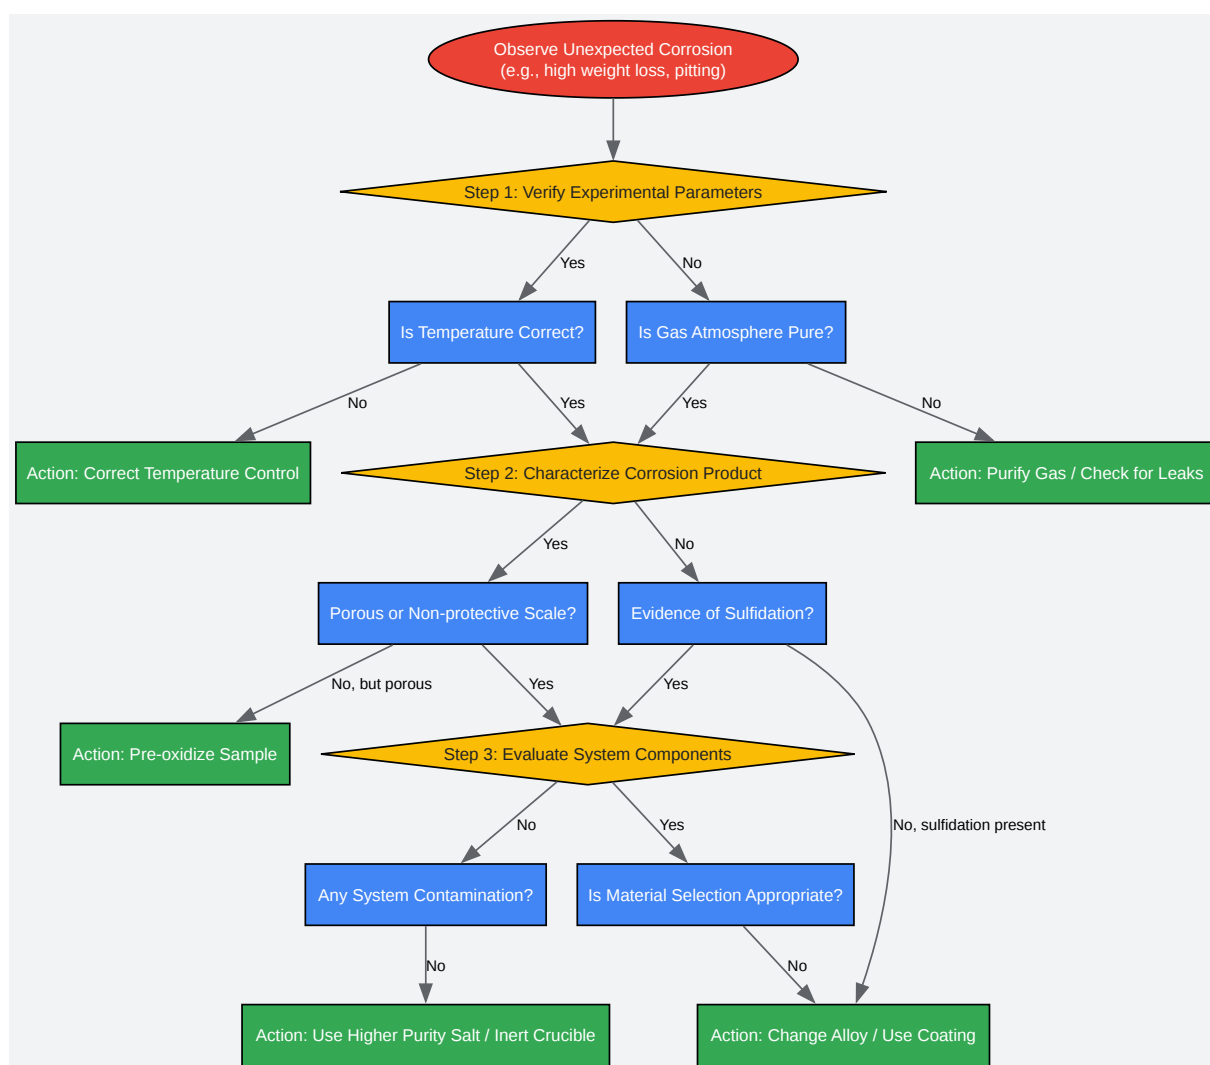 Observe Unexpected Corrosion
(e.g., high weight loss, pitting)
Step 1: Verify Experimental Parameters
Yes
No
Is Temperature Correct?
Is Gas Atmosphere Pure?
No
Yes
Yes
No
Action: Correct Temperature Control
Step 2: Characterize Corrosion Product
Action: Purify Gas / Check for Leaks
Yes
No
Porous or Non-protective Scale?
Evidence of Sulfidation?
No, but porous
Yes
Yes
Action: Pre-oxidize Sample
Step 3: Evaluate System Components
No
Yes
No, sulfidation present
Any System Contamination?
Is Material Selection Appropriate?
No
No
Action: Use Higher Purity Salt / Inert Crucible
Action: Change Alloy / Use Coating